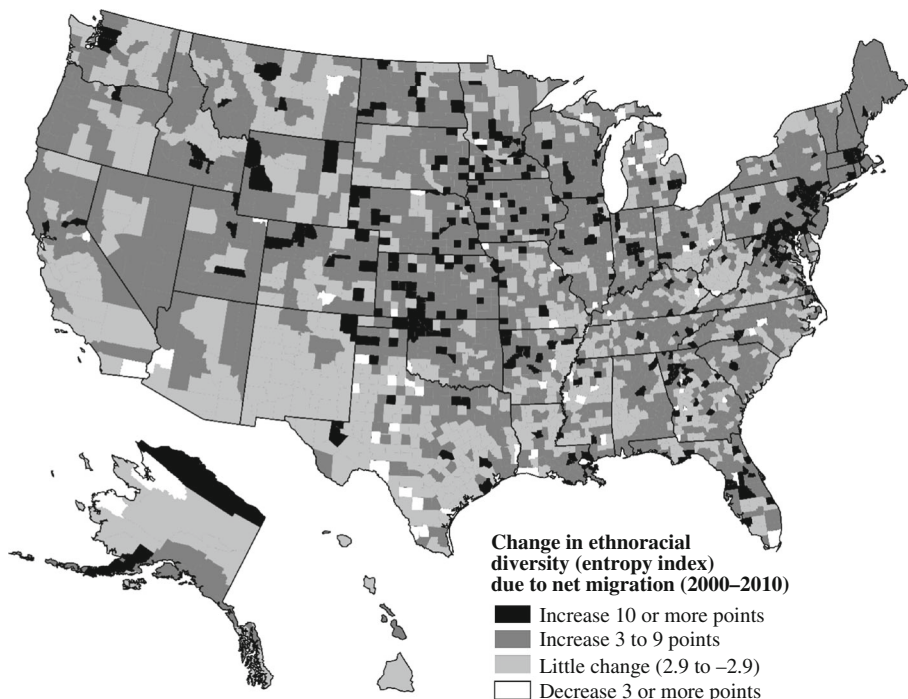 Change in ethnoracial
diversity (entropy index)
due to net migration (2000–2010)
Increase 10 or more points
Increase 3 to 9 points
Little change (2.9 to –2.9)
Decrease 3 or more points